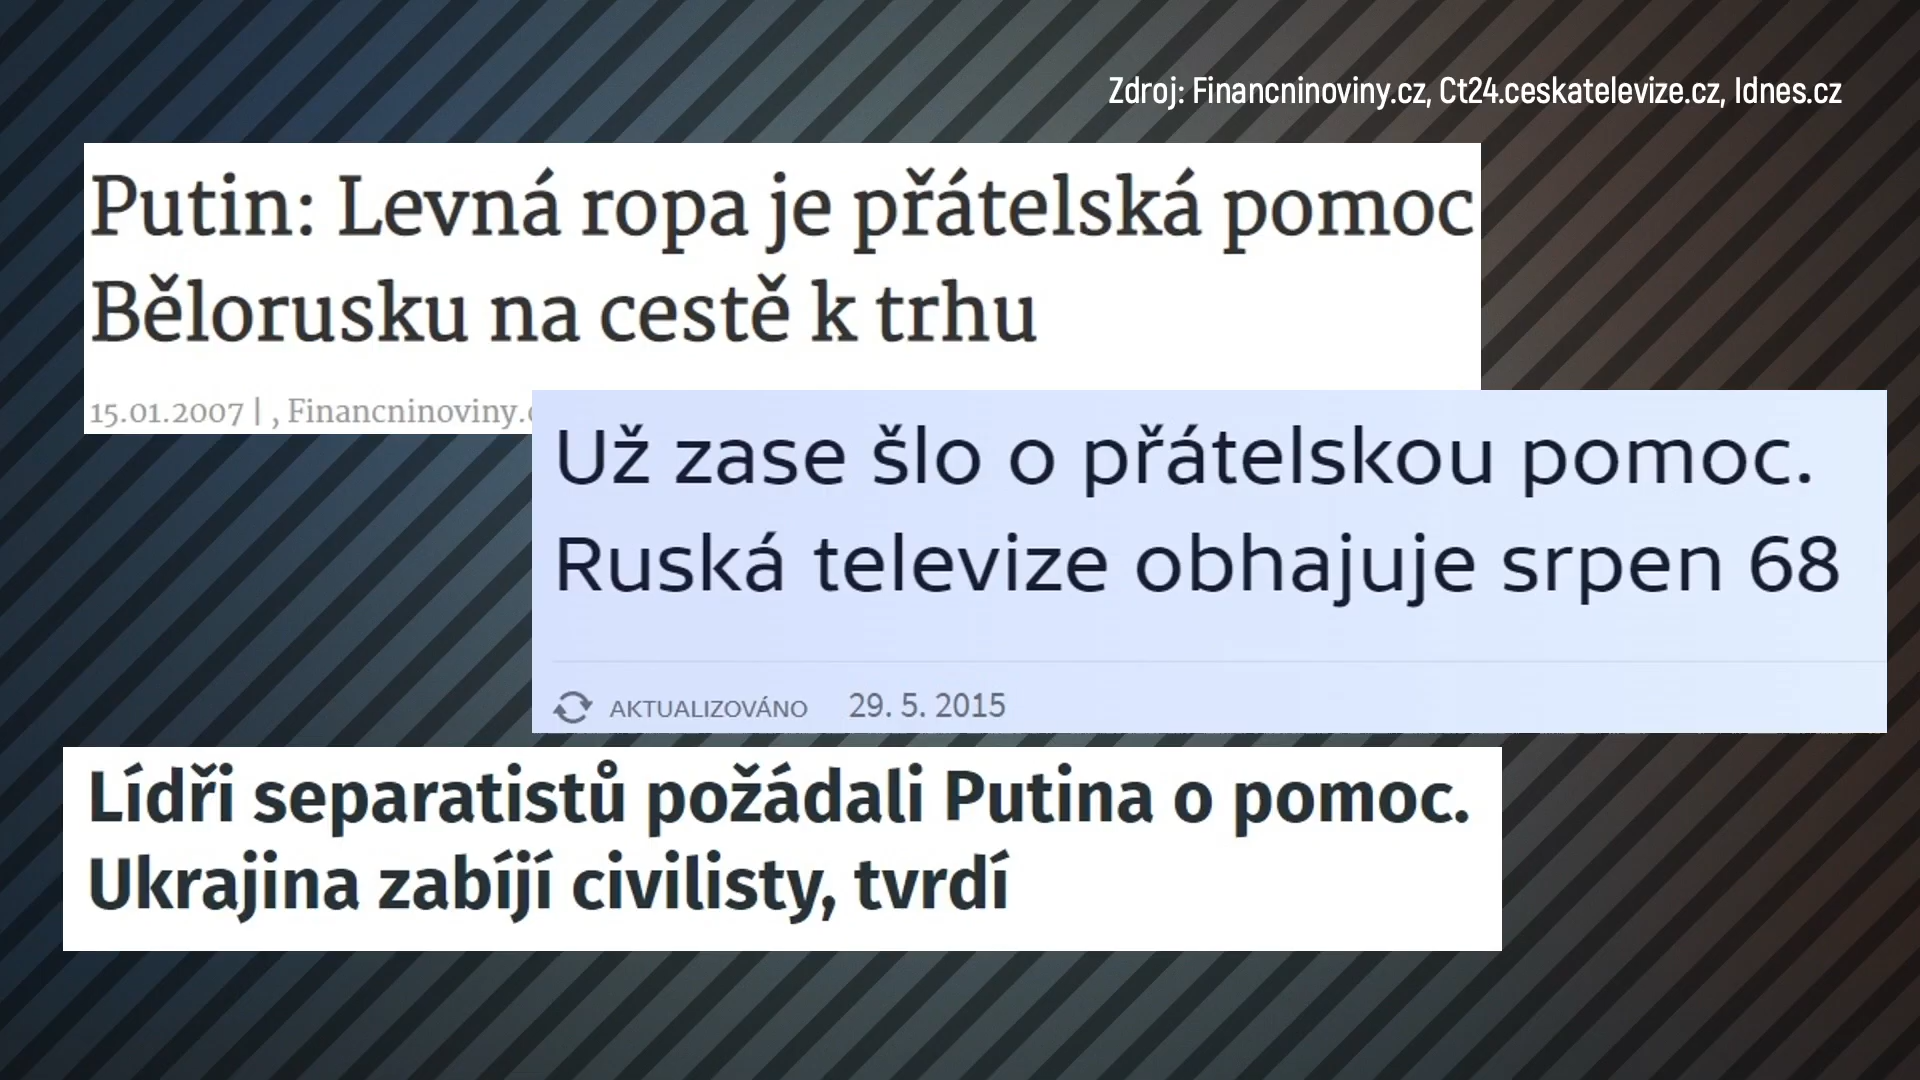 Zdroj: Financninoviny.cz, Ct24.ceskatelevize.cz, Idnes.cz
Putin: Levná ropa je přátelská pomoc
Bělorusku na cestě k trhu
15.01.2007 | , Financninoviny.
Už zase šlo o přátelskou pomoc.
Ruská televize obhajuje srpen 68
AKTUALIZOVÁNO 29. 5. 2015
Lídři separatistů požádali Putina o pomoc.
Ukrajina zabíjí civilisty, tvrdí